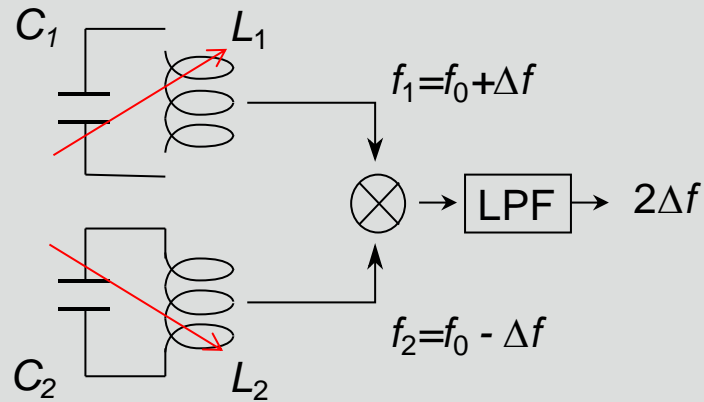 C₁
L₁
f₁=f₀+Δf
LPF
2Δf
f₂=f₀ - Δf
C₂
L₂